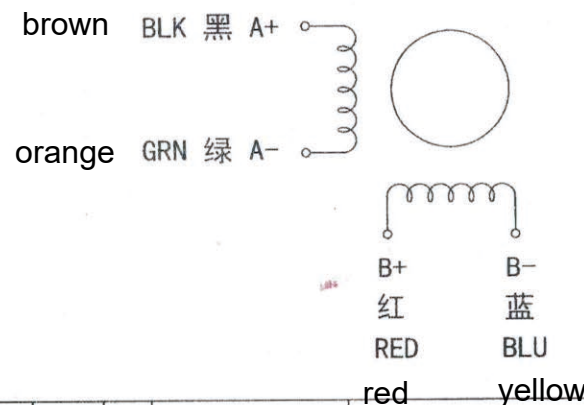 brown BLK 黑 A+
orange GRN 绿 A-
B+ B-
红 蓝
RED BLU
red yellow